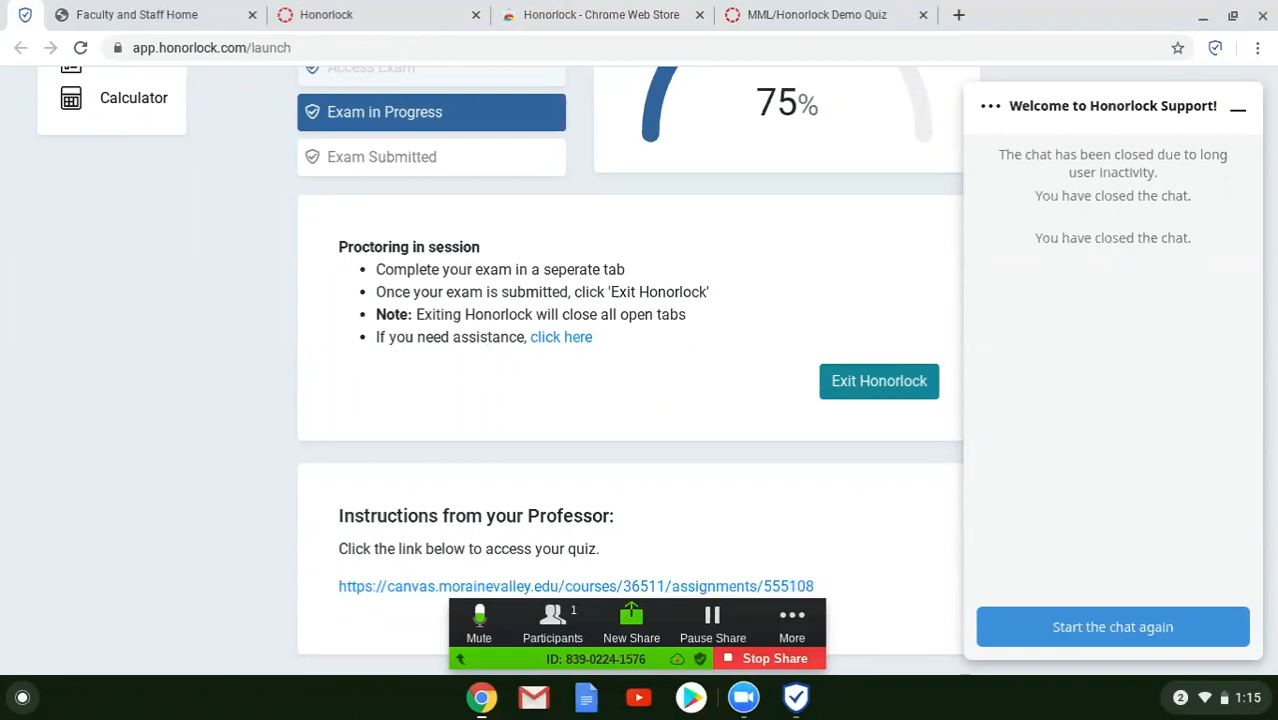 Faculty and Staff Home
Honorlock
Honorlock - Chrome Web Store
MML/Honorlock Demo Quiz
app.honorlock.com/launch
Access Exam
Calculator
Exam in Progress
Exam Submitted
75%
Welcome to Honorlock Support!
The chat has been closed due to long
user inactivity.
You have closed the chat.
You have closed the chat.
Proctoring in session
• Complete your exam in a seperate tab
• Once your exam is submitted, click 'Exit Honorlock'
• Note: Exiting Honorlock will close all open tabs
• If you need assistance, click here
Exit Honorlock
Instructions from your Professor:
Click the link below to access your quiz.
https://canvas.morainevalley.edu/courses/36511/assignments/555108
Start the chat again
1
Mute
Participants
New Share
Pause Share
More
ID: 839-0224-1576
Stop Share
2
1:15